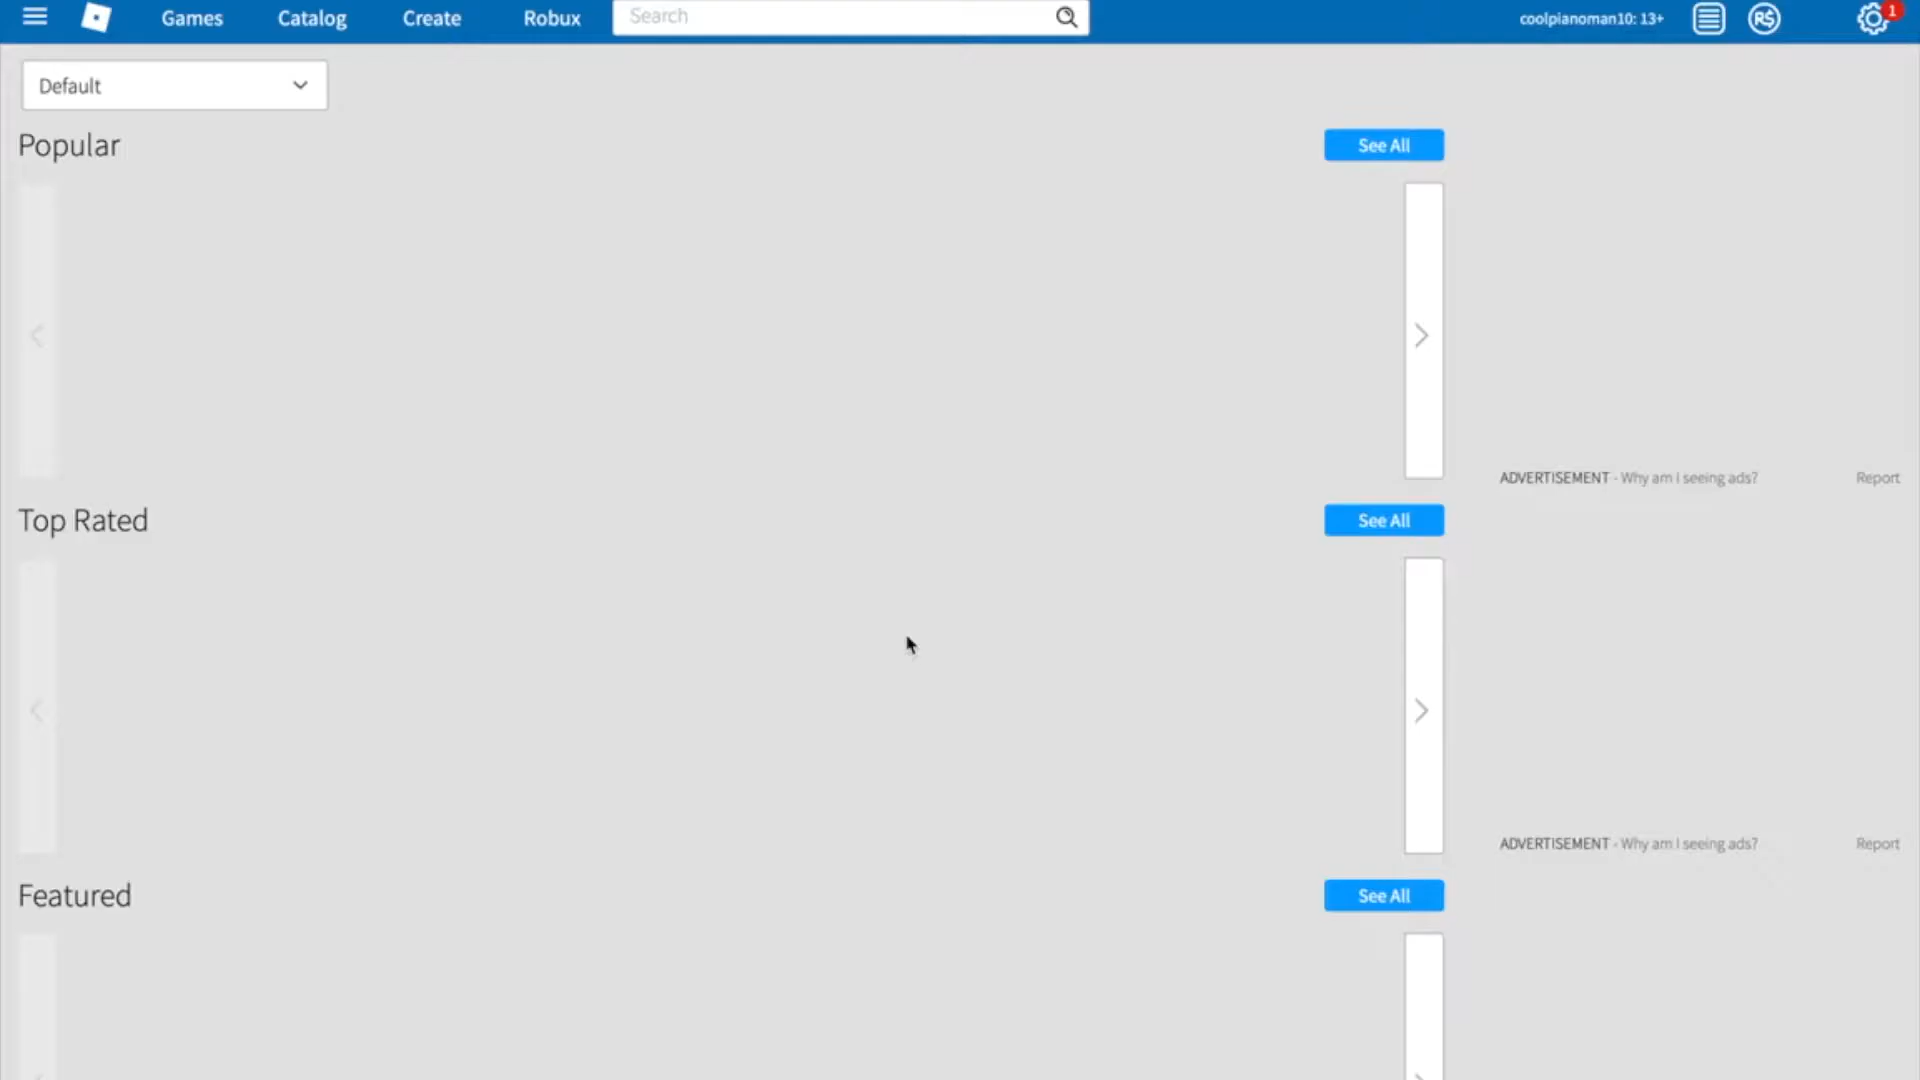 Games Catalog Create Robux Search coolpianoman10: 13+ R$ 1
Default
Popular See All
ADVERTISEMENT - Why am I seeing ads? Report
Top Rated See All
ADVERTISEMENT - Why am I seeing ads? Report
Featured See All